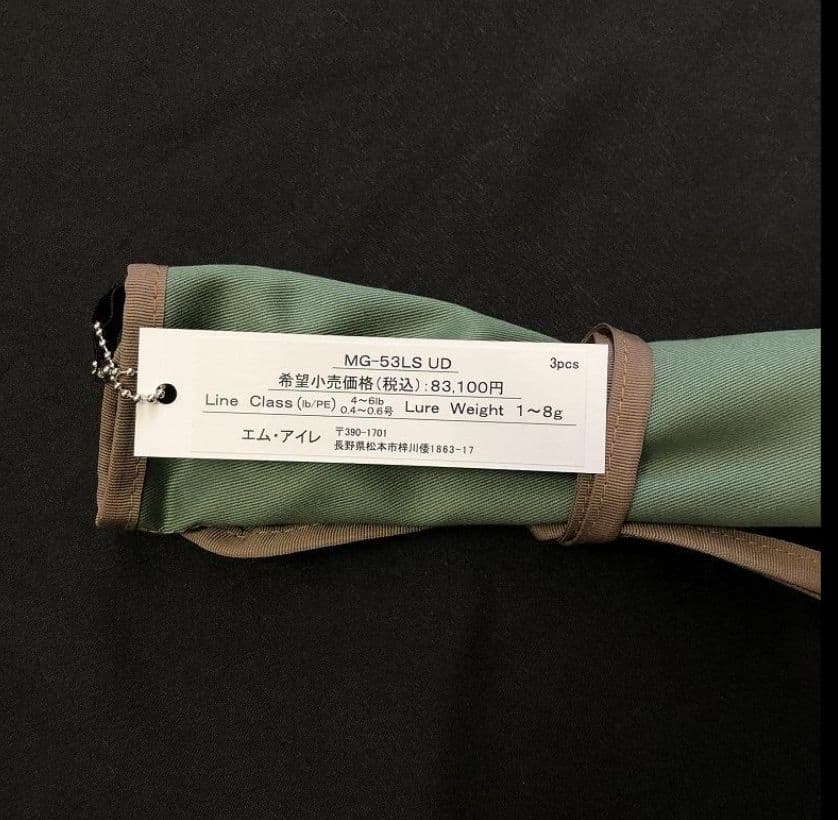 MG-53LS UD 3pcs
希望小売価格(税込):83,100円
Line Class(lb/PE) 4〜6lb 0.4〜0.6号 Lure Weight 1〜8g
エム・アイレ 〒390-1701
長野県松本市梓川倭1863-17